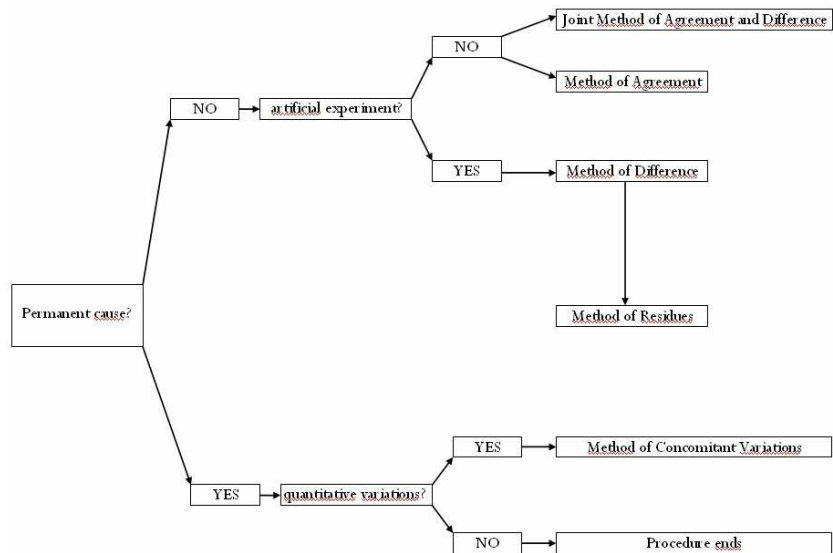 Joint Method of Agreement and Difference
NO
Method of Agreement
NO
artificial experiment?
YES
Method of Difference
Permanent cause?
Method of Residues
YES
Method of Concomitant Variations
YES
quantitative variations?
NO
Procedure ends